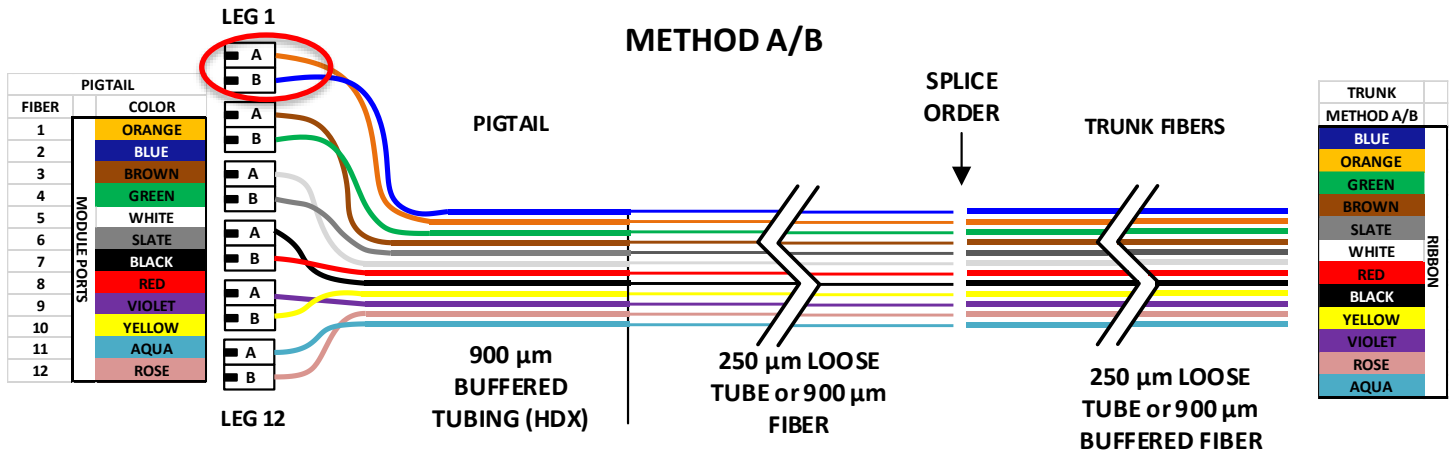 LEG 1
METHOD A/B
PIGTAIL
FIBER COLOR
1 ORANGE
2 BLUE
3 BROWN
4 GREEN
5 WHITE
6 SLATE
7 BLACK
8 RED
9 VIOLET
10 YELLOW
11 AQUA
12 ROSE
MODULE PORTS
A
B
A
B
A
B
A
B
A
B
A
B
LEG 12
PIGTAIL
900 µm
BUFFERED
TUBING (HDX)
250 µm LOOSE
TUBE or 900 µm
FIBER
SPLICE
ORDER
TRUNK FIBERS
250 µm LOOSE
TUBE or 900 µm
BUFFERED FIBER
TRUNK
METHOD A/B
BLUE
ORANGE
GREEN
BROWN
SLATE
WHITE
RED
BLACK
YELLOW
VIOLET
ROSE
AQUA
RIBBON